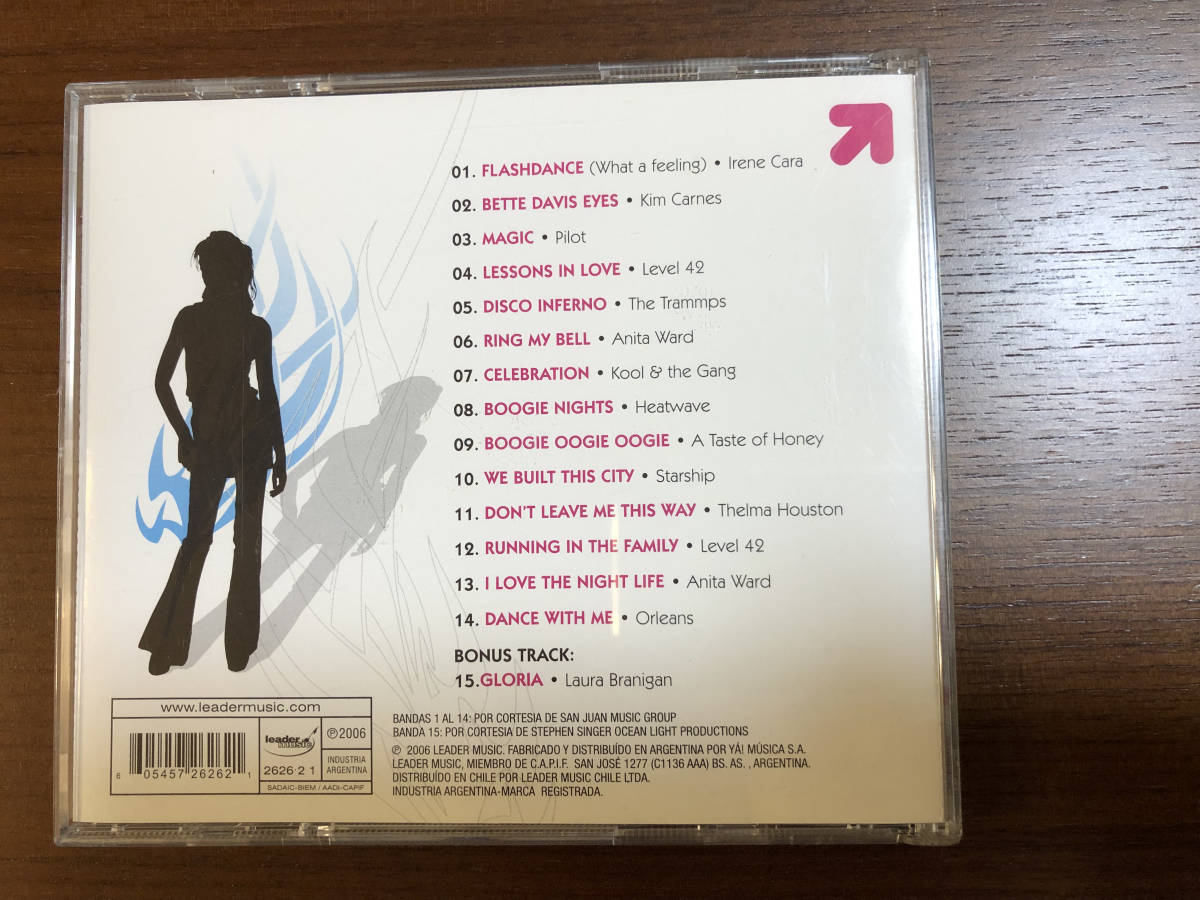 01. FLASHDANCE (What a feeling) • Irene Cara
02. BETTE DAVIS EYES • Kim Carnes
03. MAGIC • Pilot
04. LESSONS IN LOVE • Level 42
05. DISCO INFERNO • The Trammps
06. RING MY BELL • Anita Ward
07. CELEBRATION • Kool & the Gang
08. BOOGIE NIGHTS • Heatwave
09. BOOGIE OOGIE OOGIE • A Taste of Honey
10. WE BUILT THIS CITY • Starship
11. DON'T LEAVE ME THIS WAY • Thelma Houston
12. RUNNING IN THE FAMILY • Level 42
13. I LOVE THE NIGHT LIFE • Anita Ward
14. DANCE WITH ME • Orleans
BONUS TRACK:
15.GLORIA • Laura Branigan
www.leadermusic.com
6 05457 26262 1
leader music
2626-2 1
℗2006
INDUSTRIA
ARGENTINA
SADAIC-BIEM / AADI-CAPIF
BANDAS 1 AL 14: POR CORTESIA DE SAN JUAN MUSIC GROUP
BANDA 15: POR CORTESIA DE STEPHEN SINGER OCEAN LIGHT PRODUCTIONS
℗ 2006 LEADER MUSIC. FABRICADO Y DISTRIBUÍDO EN ARGENTINA POR YÁ! MÚSICA S.A.
LEADER MUSIC, MIEMBRO DE C.A.P.I.F. SAN JOSÉ 1277 (C1136 AAA) BS. AS. , ARGENTINA.
DISTRIBUÍDO EN CHILE POR LEADER MUSIC CHILE LTDA.
INDUSTRIA ARGENTINA-MARCA REGISTRADA.